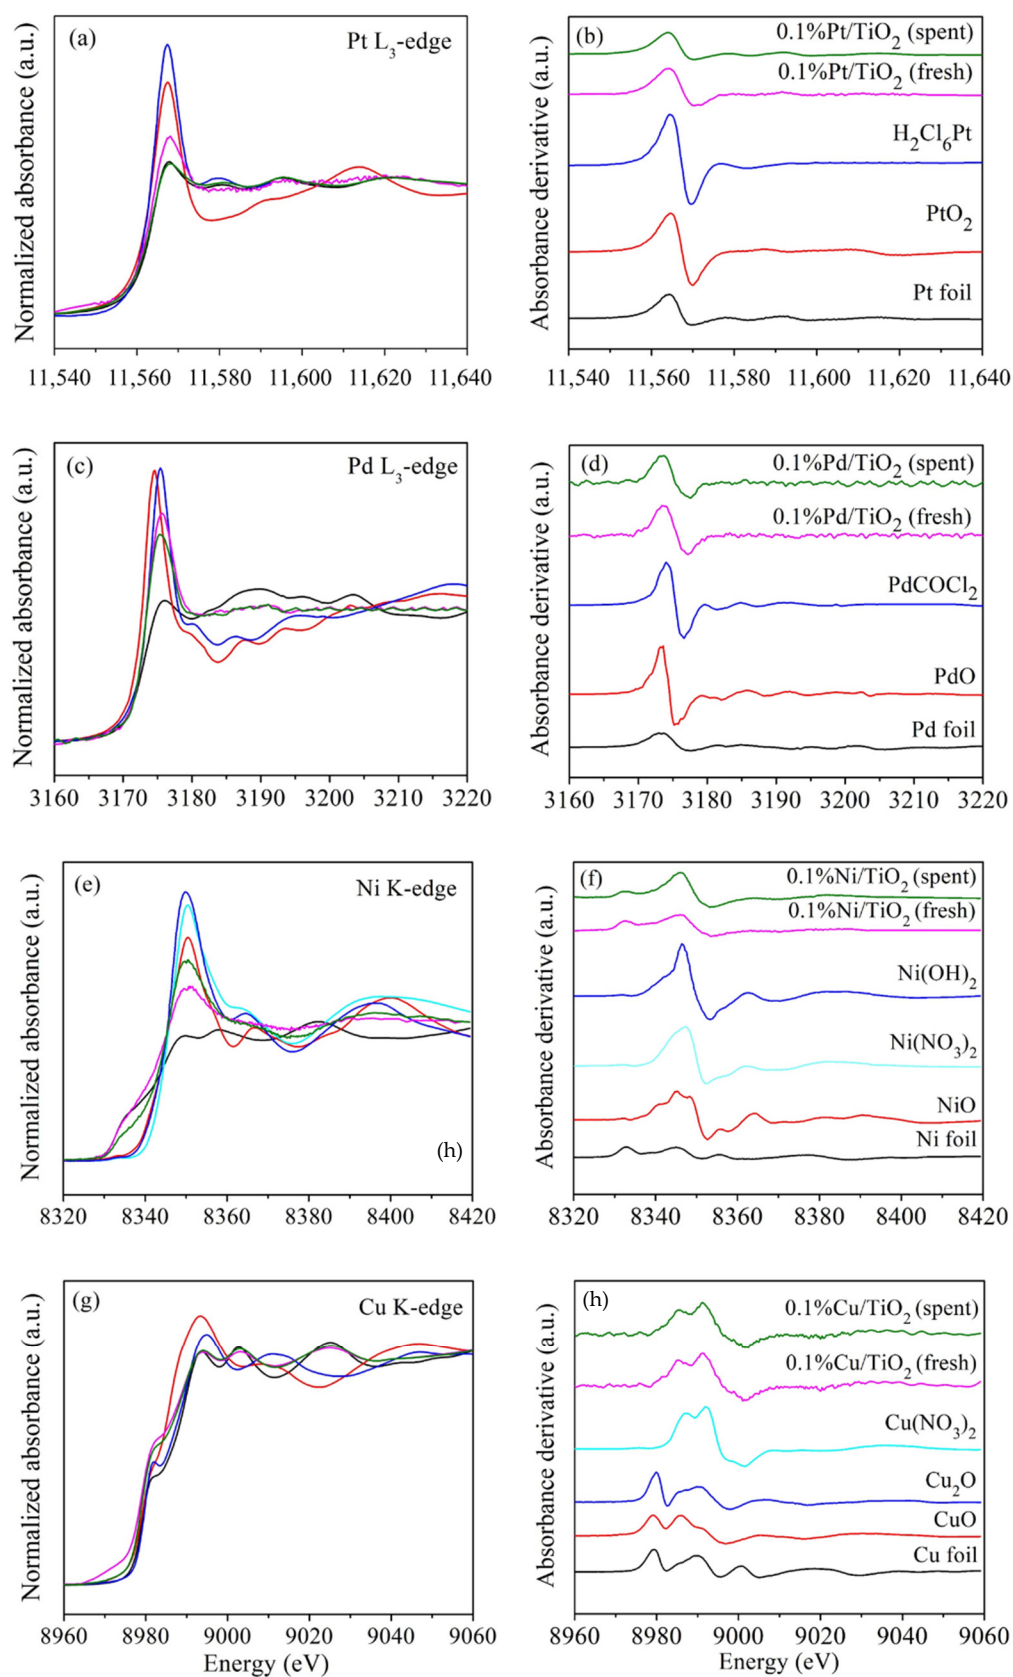 (a) Pt L3-edge
Normalized absorbance (a.u.)
11,540 11,560 11,580 11,600 11,620 11,640
(b) 0.1%Pt/TiO2 (spent)
0.1%Pt/TiO2 (fresh)
H2Cl6Pt
PtO2
Pt foil
Absorbance derivative (a.u.)
11,540 11,560 11,580 11,600 11,620 11,640
(c) Pd L3-edge
Normalized absorbance (a.u.)
3160 3170 3180 3190 3200 3210 3220
(d) 0.1%Pd/TiO2 (spent)
0.1%Pd/TiO2 (fresh)
PdCOCl2
PdO
Pd foil
Absorbance derivative (a.u.)
3160 3170 3180 3190 3200 3210 3220
(e) Ni K-edge
(h)
Normalized absorbance (a.u.)
8320 8340 8360 8380 8400 8420
(f) 0.1%Ni/TiO2 (spent)
0.1%Ni/TiO2 (fresh)
Ni(OH)2
Ni(NO3)2
NiO
Ni foil
Absorbance derivative (a.u.)
8320 8340 8360 8380 8400 8420
(g) Cu K-edge
Normalized absorbance (a.u.)
8960 8980 9000 9020 9040 9060
Energy (eV)
(h) 0.1%Cu/TiO2 (spent)
0.1%Cu/TiO2 (fresh)
Cu(NO3)2
Cu2O
CuO
Cu foil
Absorbance derivative (a.u.)
8960 8980 9000 9020 9040 9060
Energy (eV)